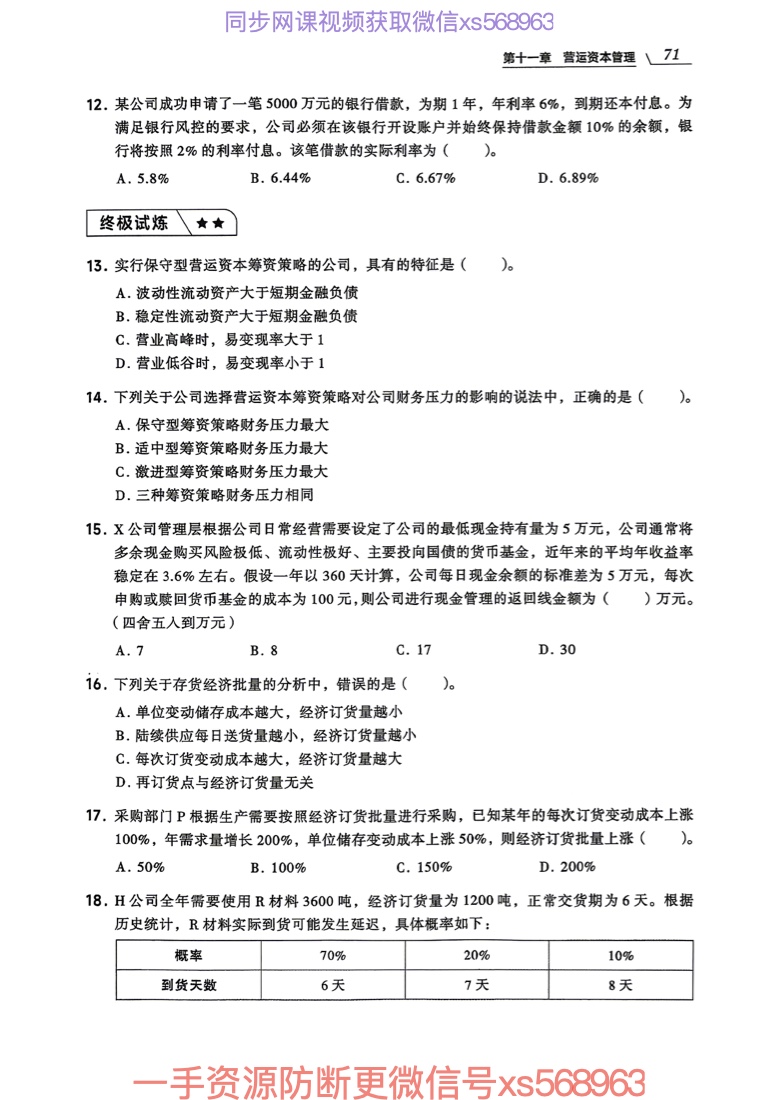 同步网课视频获取微信xs568963
第十一章 营运资本管理 71
12. 某公司成功申请了一笔 5000 万元的银行借款，为期 1 年，年利率 6%，到期还本付息。为
满足银行风控的要求，公司必须在该银行开设账户并始终保持借款金额 10% 的余额，银
行将按照 2% 的利率付息。该笔借款的实际利率为（　　）。
A. 5.8% B. 6.44% C. 6.67% D. 6.89%
终极试炼 ★★
13. 实行保守型营运资本筹资策略的公司，具有的特征是（　　）。
A. 波动性流动资产大于短期金融负债
B. 稳定性流动资产大于短期金融负债
C. 营业高峰时，易变现率大于 1
D. 营业低谷时，易变现率小于 1
14. 下列关于公司选择营运资本筹资策略对公司财务压力的影响的说法中，正确的是（　　）。
A. 保守型筹资策略财务压力最大
B. 适中型筹资策略财务压力最大
C. 激进型筹资策略财务压力最大
D. 三种筹资策略财务压力相同
15. X 公司管理层根据公司日常经营需要设定了公司的最低现金持有量为 5 万元，公司通常将
多余现金购买风险极低、流动性极好、主要投向国债的货币基金，近年来的平均年收益率
稳定在 3.6% 左右。假设一年以 360 天计算，公司每日现金余额的标准差为 5 万元，每次
申购或赎回货币基金的成本为 100 元，则公司进行现金管理的返回线金额为（　　）万元。
（四舍五入到万元）
A. 7 B. 8 C. 17 D. 30
16. 下列关于存货经济批量的分析中，错误的是（　　）。
A. 单位变动储存成本越大，经济订货量越小
B. 陆续供应每日送货量越小，经济订货量越小
C. 每次订货变动成本越大，经济订货量越大
D. 再订货点与经济订货量无关
17. 采购部门 P 根据生产需要按照经济订货批量进行采购，已知某年的每次订货变动成本上涨
100%，年需求量增长 200%，单位储存变动成本上涨 50%，则经济订货批量上涨（　　）。
A. 50% B. 100% C. 150% D. 200%
18. H 公司全年需要使用 R 材料 3600 吨，经济订货量为 1200 吨，正常交货期为 6 天。根据
历史统计，R 材料实际到货可能发生延迟，具体概率如下：
概率 70% 20% 10%
到货天数 6 天 7 天 8 天
一手资源防断更微信号xs568963